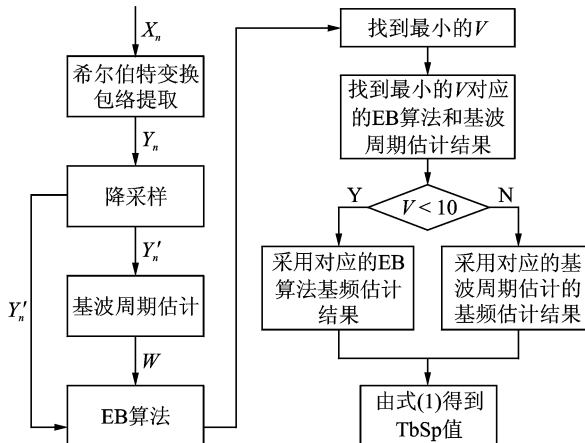 X_n
希尔伯特变换
包络提取
Y_n
降采样
Y_n'
Y_n'
基波周期估计
W
EB算法
找到最小的V
找到最小的V对应
的EB算法和基波
周期估计结果
Y
N
V < 10
采用对应的EB
算法基频估计
结果
采用对应的基
波周期估计的
基频估计结果
由式(1)得到
TbSp值